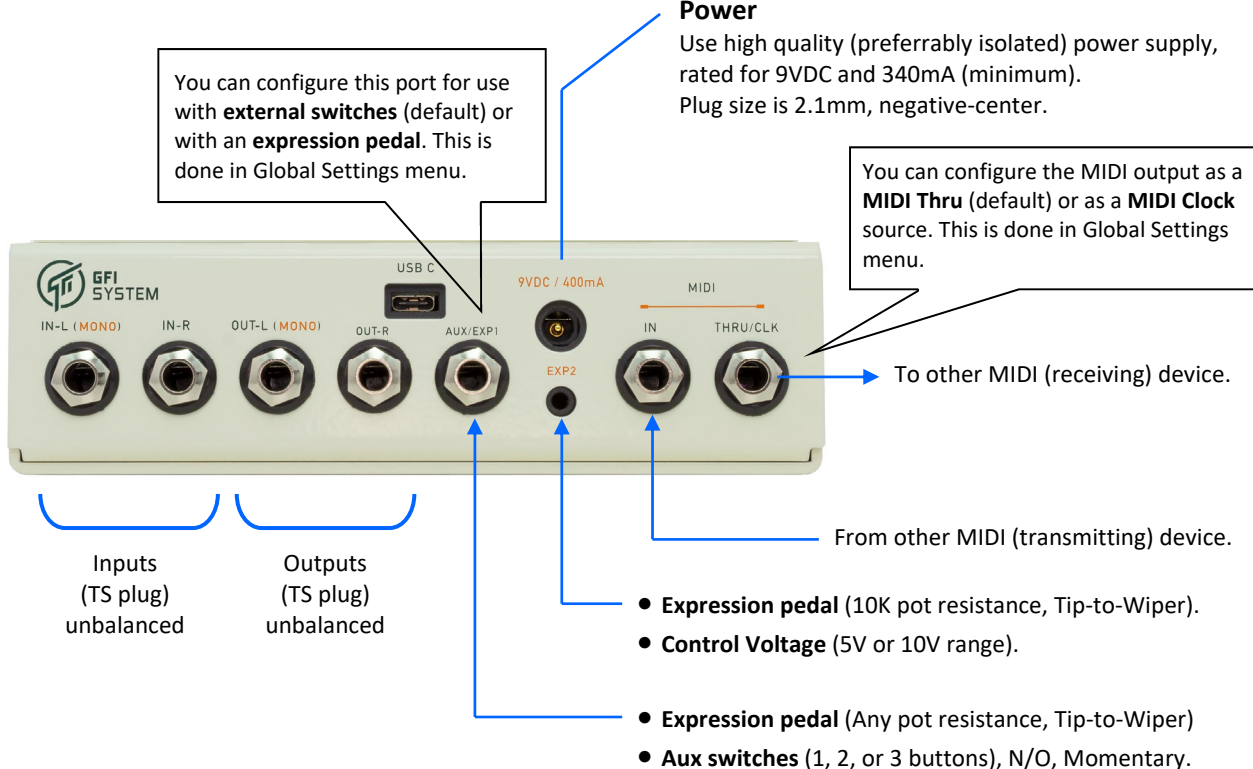 Power
Use high quality (preferrably isolated) power supply,
rated for 9VDC and 340mA (minimum).
Plug size is 2.1mm, negative-center.
You can configure this port for use
with external switches (default) or
with an expression pedal. This is
done in Global Settings menu.
You can configure the MIDI output as a
MIDI Thru (default) or as a MIDI Clock
source. This is done in Global Settings
menu.
GFI
SYSTEM
USB C
9VDC / 400mA
MIDI
IN-L (MONO)
IN-R
OUT-L (MONO)
OUT-R
AUX/EXP1
IN
THRU/CLK
EXP2
To other MIDI (receiving) device.
From other MIDI (transmitting) device.
Inputs
(TS plug)
unbalanced
Outputs
(TS plug)
unbalanced
● Expression pedal (10K pot resistance, Tip-to-Wiper).
● Control Voltage (5V or 10V range).
● Expression pedal (Any pot resistance, Tip-to-Wiper)
● Aux switches (1, 2, or 3 buttons), N/O, Momentary.